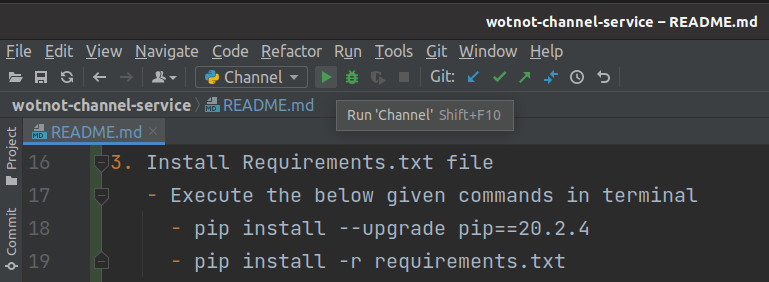 wotnot-channel-service – README.md
File Edit View Navigate Code Refactor Run Tools Git Window Help
Channel Git:
wotnot-channel-service README.md
Run 'Channel' Shift+F10
README.md
Project
Commit
16 3. Install Requirements.txt file
17 - Execute the below given commands in terminal
18 - pip install --upgrade pip==20.2.4
19 - pip install -r requirements.txt